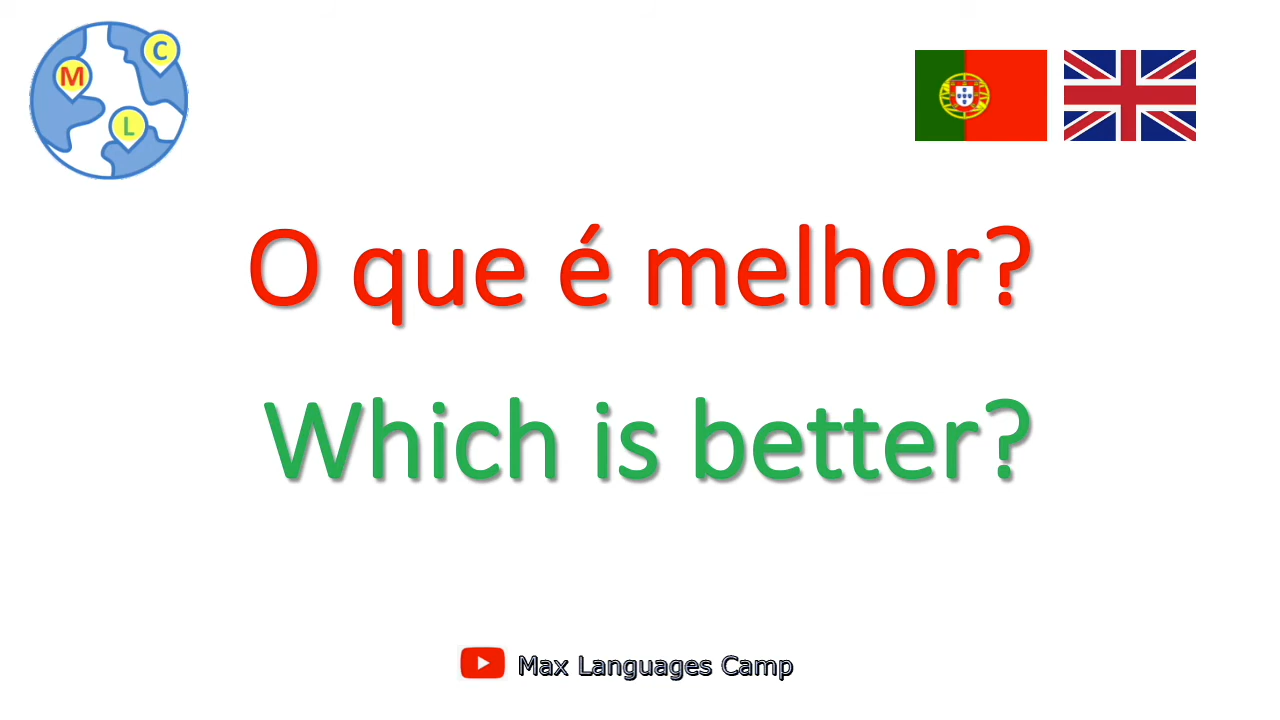 M
C
L
O que é melhor?
Which is better?
Max Languages Camp